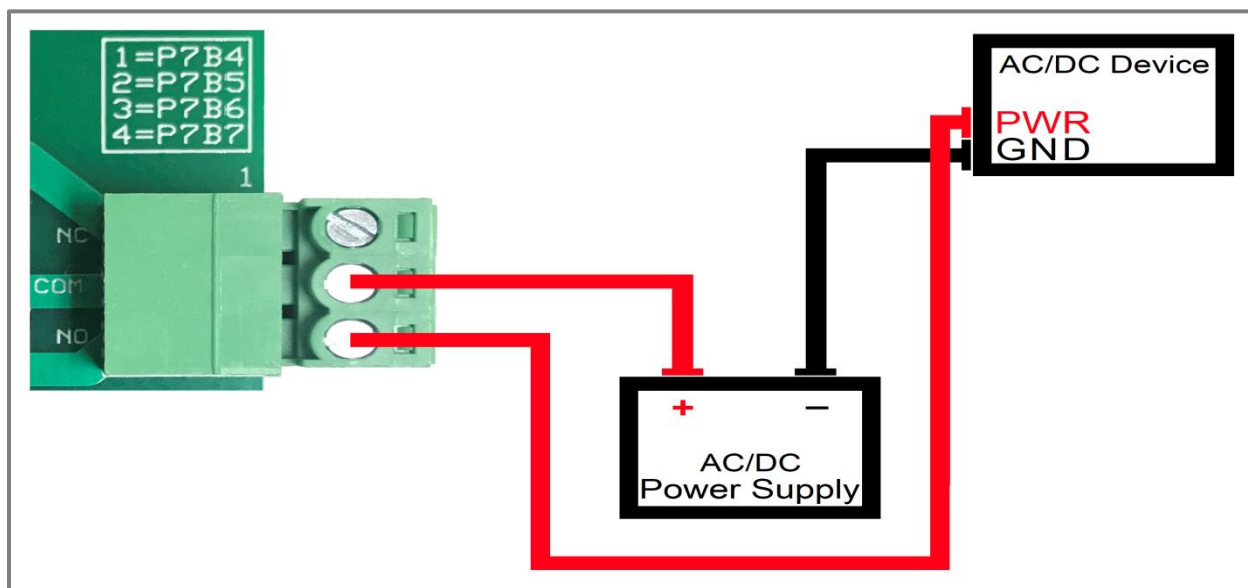 1=P7B4
2=P7B5
3=P7B6
4=P7B7
1
NC
COM
NO
AC/DC Device
PWR
GND
+
−
AC/DC
Power Supply